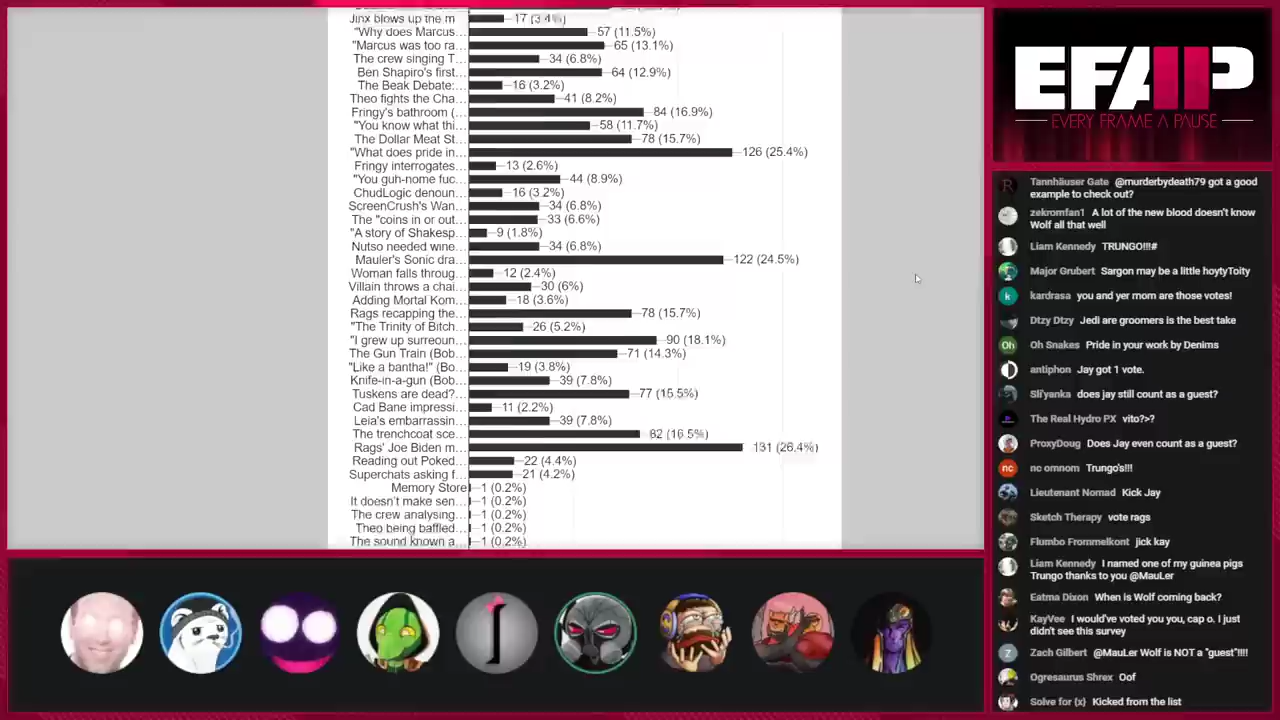 Jinx blows up the m 17 (3.4%)
"Why does Marcus... 57 (11.5%)
"Marcus was too ra... 65 (13.1%)
The crew singing T... 34 (6.8%)
Ben Shapiro's first... 64 (12.9%)
The Beak Debate:... 16 (3.2%)
Theo fights the Cha... 41 (8.2%)
Fringy's bathroom (... 84 (16.9%)
"You know what thi... 58 (11.7%)
The Dollar Meat St... 78 (15.7%)
"What does pride in... 126 (25.4%)
Fringy interrogates... 13 (2.6%)
"You guh-nome fuc... 44 (8.9%)
ChudLogic denoun... 16 (3.2%)
ScreenCrush's Wan... 34 (6.8%)
The "coins in or out... 33 (6.6%)
"A story of Shakesp... 9 (1.8%)
Nutso needed wine... 34 (6.8%)
Mauler's Sonic dra... 122 (24.5%)
Woman falls throug... 12 (2.4%)
Villain throws a chai... 30 (6%)
Adding Mortal Kom... 18 (3.6%)
Rags recapping the... 78 (15.7%)
"The Trinity of Bitch... 26 (5.2%)
"I grew up surreoun... 90 (18.1%)
The Gun Train (Bob... 71 (14.3%)
"Like a bantha!" (Bo... 19 (3.8%)
Knife-in-a-gun (Bob... 39 (7.8%)
Tuskens are dead?... 77 (15.5%)
Cad Bane impressi... 11 (2.2%)
Leia's embarrassin... 39 (7.8%)
The trenchcoat sce... 82 (16.5%)
Rags' Joe Biden m... 131 (26.4%)
Reading out Poked... 22 (4.4%)
Superchats asking f... 21 (4.2%)
Memory Store 1 (0.2%)
It doesn't make sen... 1 (0.2%)
The crew analysing... 1 (0.2%)
Theo being baffled... 1 (0.2%)
The sound known a... 1 (0.2%)
EFAP
EVERY FRAME A PAUSE
Tannhäuser Gate @murderbydeath79 got a good
example to check out?
zekromfan1 A lot of the new blood doesn't know
Wolf all that well
Liam Kennedy TRUNGO!!!#
Major Grubert Sargon may be a little hoytyToity
kardrasa you and yer mom are those votes!
Dtzy Dtzy Jedi are groomers is the best take
Oh Snakes Pride in your work by Denims
antiphon Jay got 1 vote.
Sli'yanka does jay still count as a guest?
The Real Hydro PX vito?>?
ProxyDoug Does Jay even count as a guest?
nc omnom Trungo's!!!
Lieutenant Nomad Kick Jay
Sketch Therapy vote rags
Flumbo Frommelkont jick kay
Liam Kennedy I named one of my guinea pigs
Trungo thanks to you @MauLer
Eatma Dixon When is Wolf coming back?
KayVee I would've voted you you, cap o. I just
didn't see this survey
Zach Gilbert @MauLer Wolf is NOT a "guest"!!!!
Ogresaurus Shrex Oof
Solve for {x} Kicked from the list